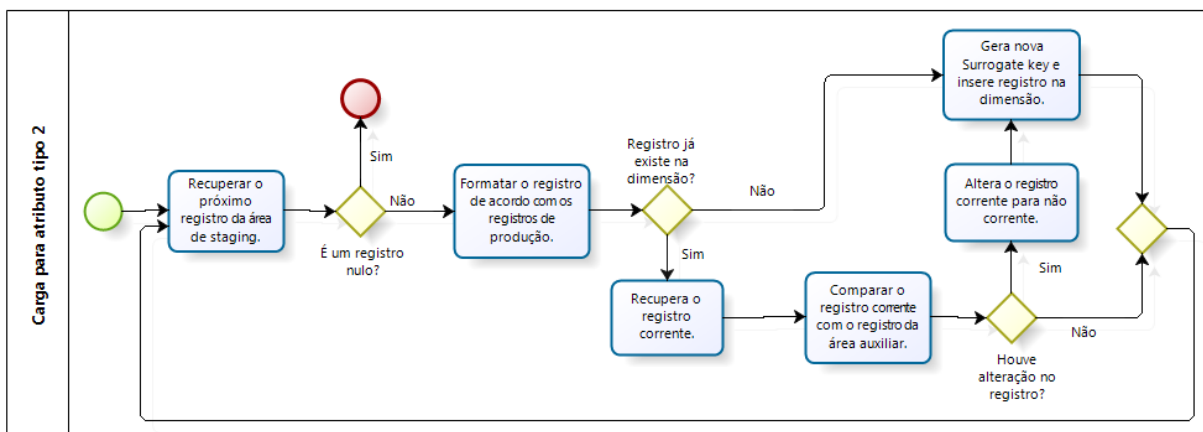 Carga para atributo tipo 2
Recuperar o
próximo
registro da área
de staging.
É um registro
nulo?
Sim
Não
Formatar o registro
de acordo com os
registros de
produção.
Registro já
existe na
dimensão?
Não
Sim
Recupera o
registro
corrente.
Comparar o
registro corrente
com o registro da
área auxiliar.
Houve
alteração no
registro?
Sim
Não
Altera o registro
corrente para não
corrente.
Gera nova
Surrogate key e
insere registro na
dimensão.